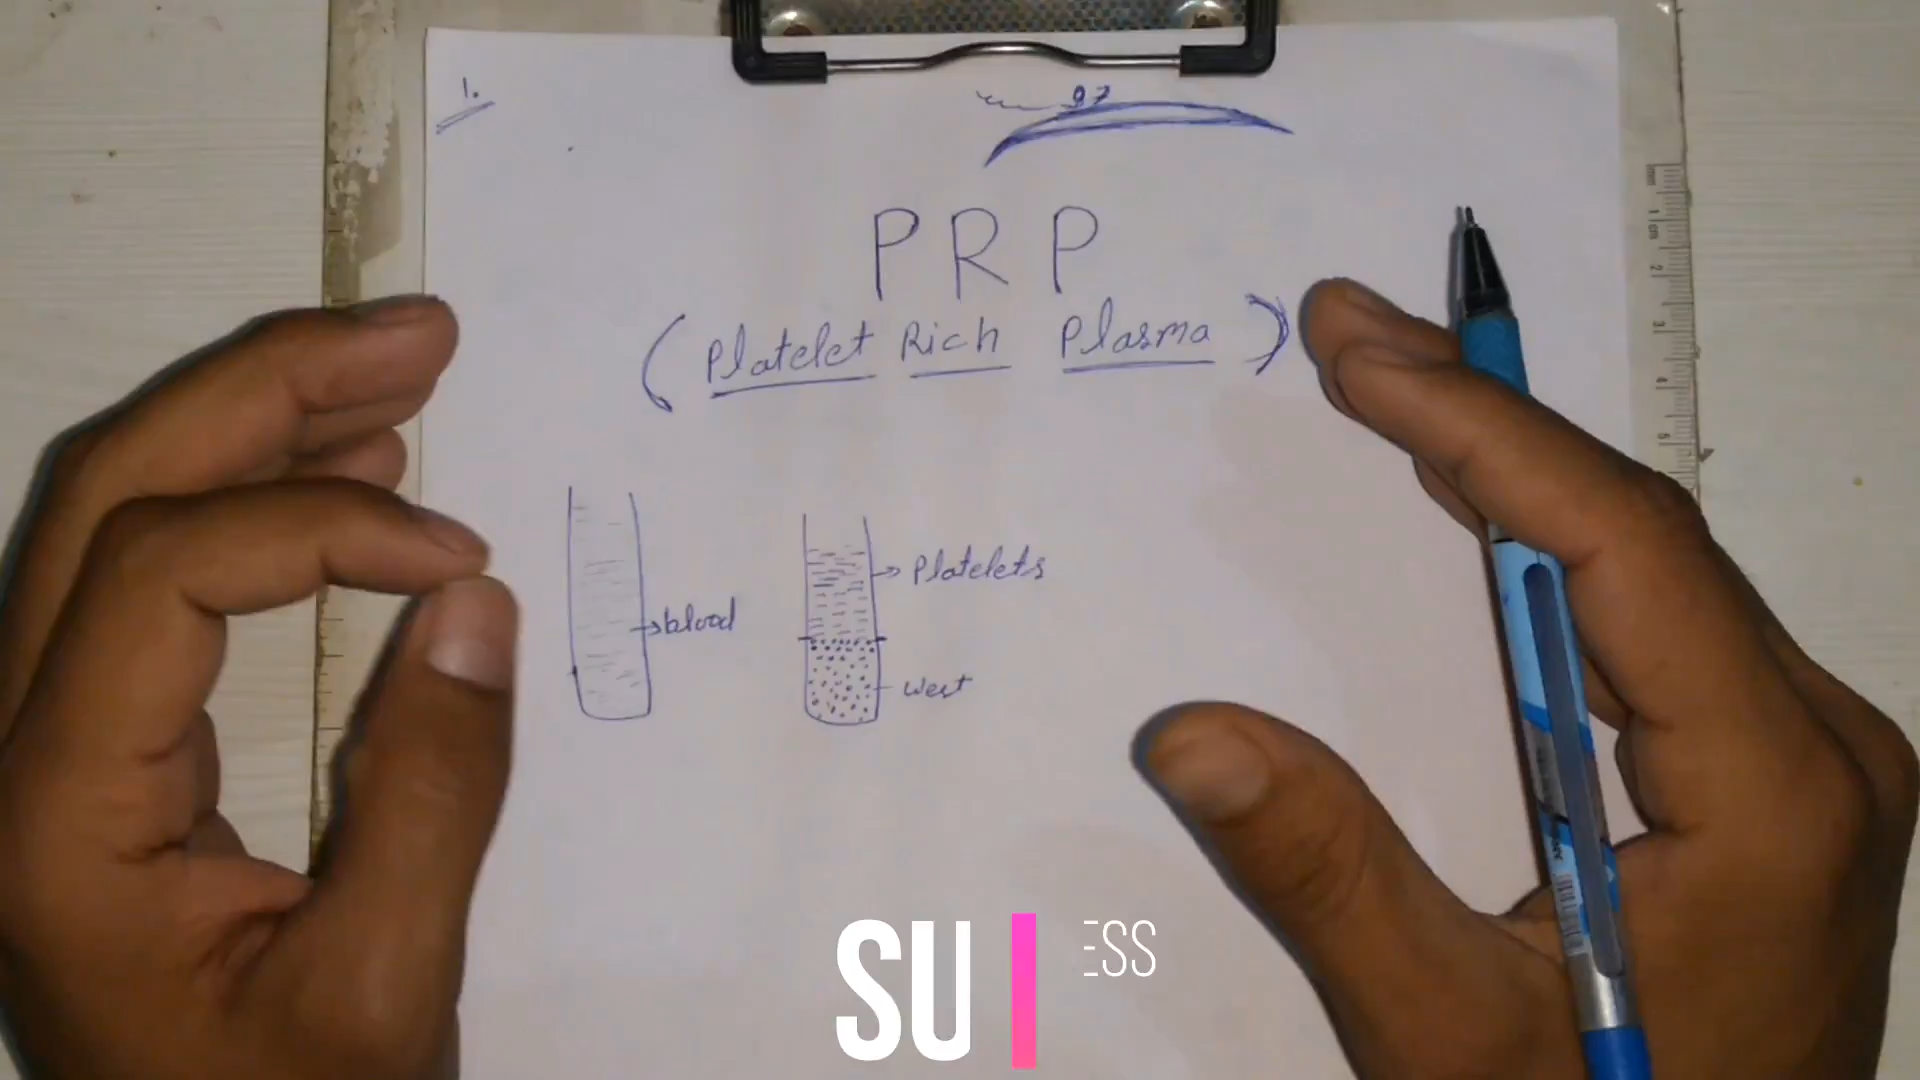 1.
PRP
(Platelet Rich Plasma)
blood
Platelets
West
SU ESS